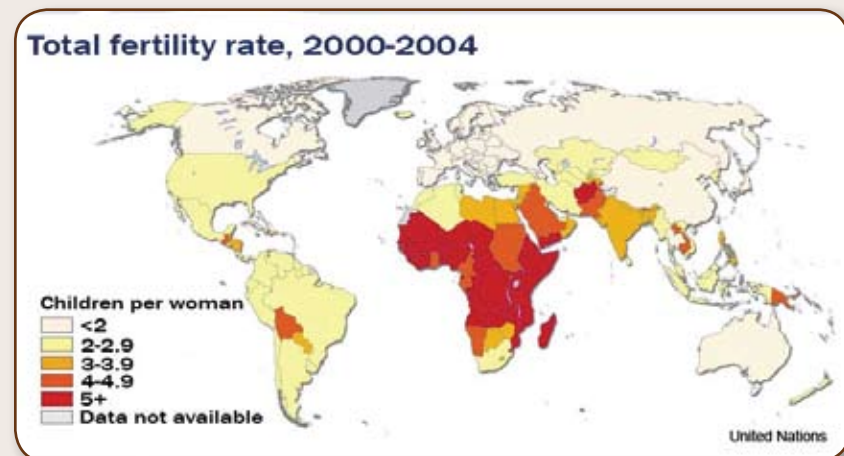 Total fertility rate, 2000-2004
Children per woman
<2
2-2.9
3-3.9
4-4.9
5+
Data not available
United Nations